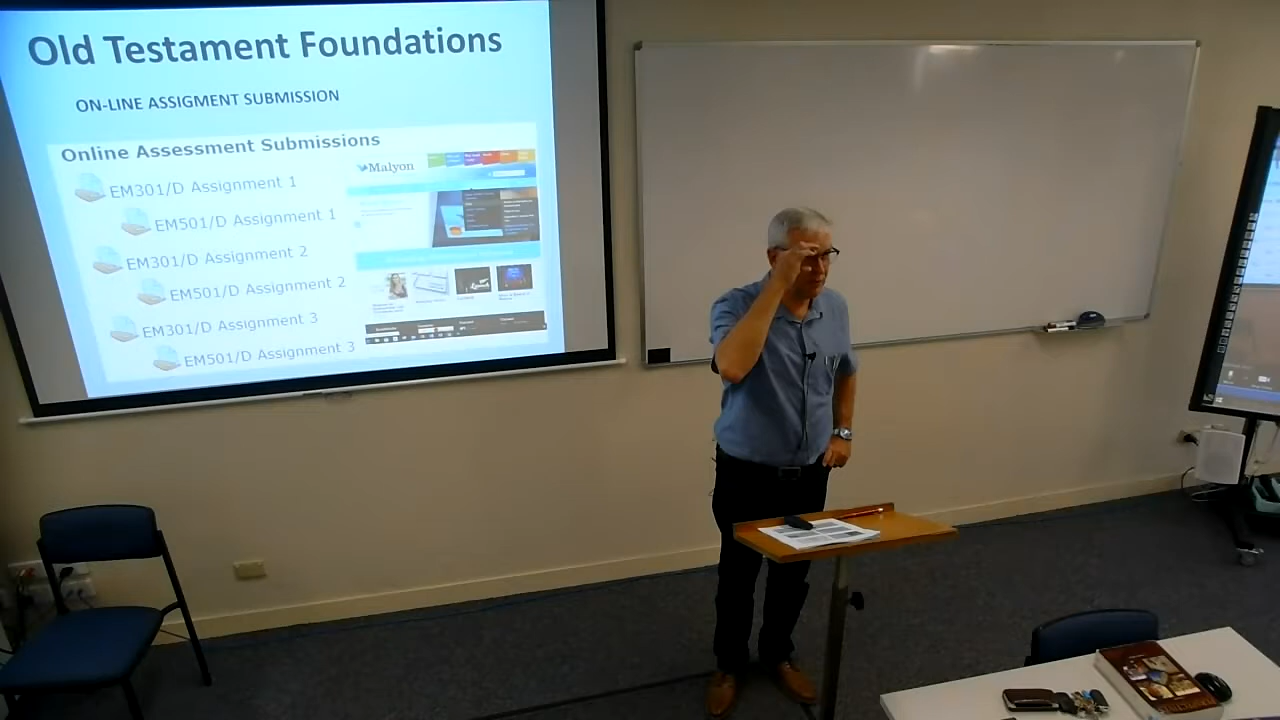 Old Testament Foundations
ON-LINE ASSIGMENT SUBMISSION
Online Assessment Submissions
Malyon
EM301/D Assignment 1
EM501/D Assignment 1
EM301/D Assignment 2
EM501/D Assignment 2
EM301/D Assignment 3
EM501/D Assignment 3